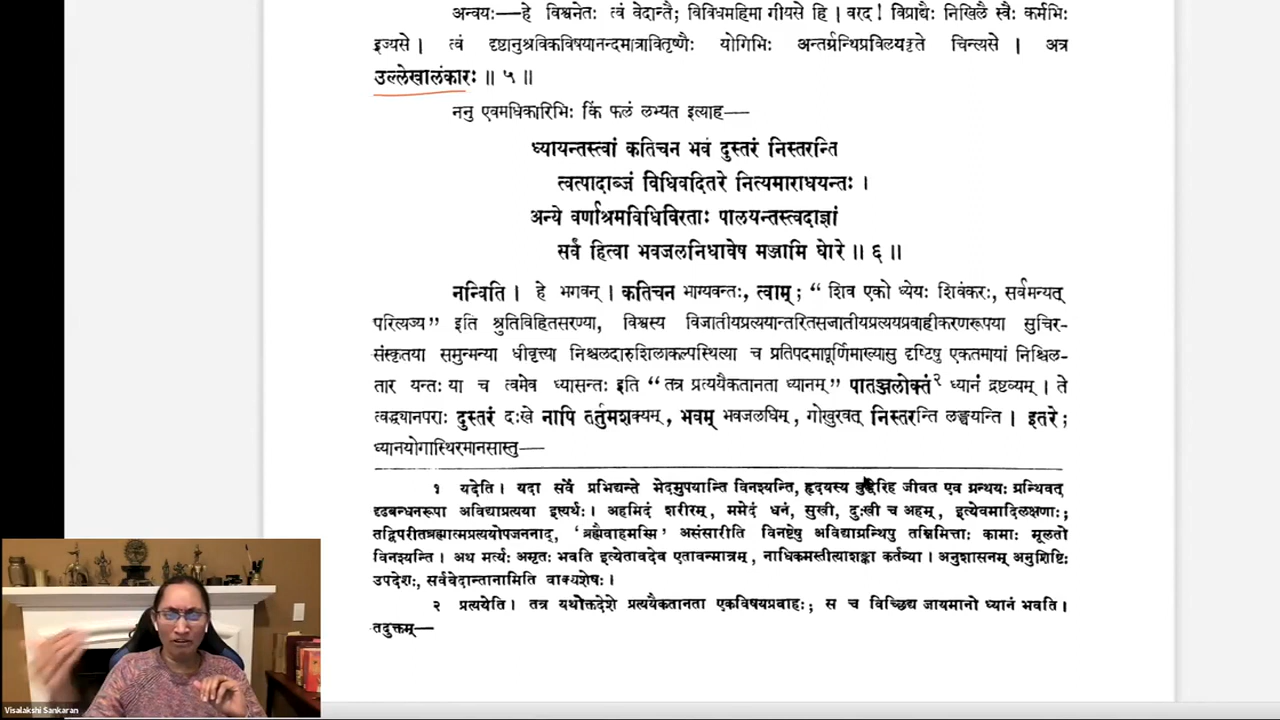 अन्वयः—हे विश्वनेतः त्वं वेदान्तैः विविधमहिमा गीयसे हि । वरद ! विप्राद्यैः निखिलै स्वैः कर्मभिः
इज्यसे । त्वं दृष्टानुश्रविकविषयानन्दमात्रावितृष्णैः योगिभिः अन्तर्ग्रन्थिप्रविलयकृते चिन्त्यसे । अत्र
उल्लेखालंकारः ॥ ५ ॥
ननु एवमधिकारिभिः किं फलं लभ्यत इत्याह—
ध्यायन्तस्त्वां कतिचन भवं दुस्तरं निस्तरन्ति
त्वत्पादाब्जं विधिवदितरे नित्यमाराधयन्तः ।
अन्ये वर्णाश्रमविधिविरताः पालयन्तस्त्वदाज्ञां
सर्वं हित्वा भवजलनिधावेष मज्जामि घोरे ॥ ६ ॥
नन्विति । हे भगवन् । कतिचन भाग्यवन्तः, त्वाम् ; “ शिव एको ध्येयः शिवंकरः, सर्वमन्यत्
परित्यज्य” इति श्रुतिविहितसरण्या, विश्वस्य विजातीयप्रत्ययान्तरितसजातीयप्रत्ययप्रवाहीकरणरूपया सुचिर-
संस्कृतया समुन्मन्या धीवृत्त्या निश्चलदारुशिलाकल्पस्थित्या च प्रतिपदमापूर्णिमाख्यासु दृष्टिषु एकतमायां निश्चिल-
तार यन्तः या च त्वमेव ध्यासन्तः इति “ तत्र प्रत्ययैकतानता ध्यानम्” पातञ्जलोक्तं२ ध्यानं द्रष्टव्यम् । ते
त्वद्ध्यानपराः दुस्तरं दःखे नापि तर्तुमशक्यम् , भवम् भवजलधिम् , गोखुरवत् निस्तरन्ति लङ्घयन्ति । इतरे ;
ध्यानयोगास्थिरमानसास्तु—
१ यदेति । यदा सर्वे प्रभिद्यन्ते भेदमुपयान्ति विनश्यन्ति, हृदयस्य बुद्धेरिह जीवत एव ग्रन्थयः ग्रन्थिवत्
दृढबन्धनरूपा अविद्याप्रत्यया इत्यर्थः । अहमिदं शरीरम् , ममेदं धनं, सुखी, दुःखी च अहम् , इत्येवमादिलक्षणाः ;
तद्विपरीतब्रह्मात्मप्रत्ययोपजननाद् , ‘ ब्रह्मैवाहमस्मि’ असंसारीति विनष्टेषु अविद्याग्रन्थिषु तन्निमित्ताः कामाः मूलतो
विनश्यन्ति । अथ मर्त्यः अमृतः भवति इत्येतावदेव एतावन्मात्रम् , नाधिकमस्तीत्याशङ्का कर्तव्या । अनुशासनम् अनुशिष्टिः
उपदेशः, सर्ववेदान्तानामिति वाक्यशेषः ।
२ प्रत्ययेति । तत्र यथोक्तदेशे प्रत्ययैकतानता एकविषयप्रवाहः ; स च विच्छिद्य जायमानो ध्यानं भवति ।
तदुक्तम्—
Visalakshi Sankaran